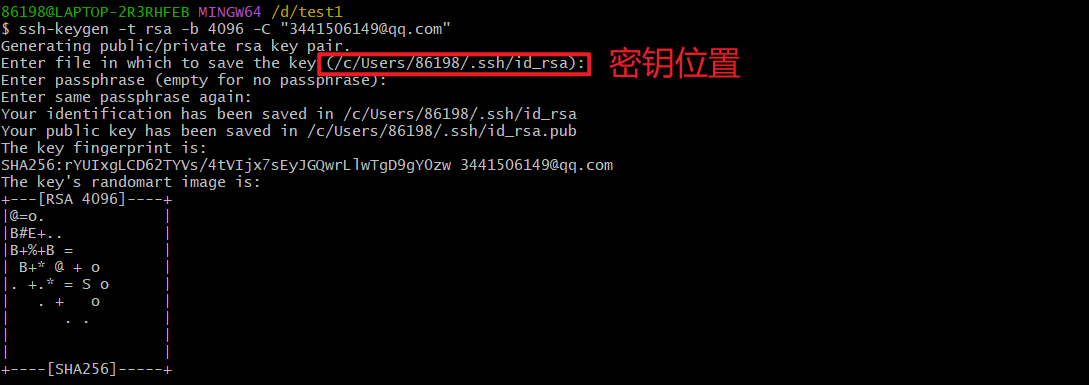 86198@LAPTOP-2R3RHFEB MINGW64 /d/test1
$ ssh-keygen -t rsa -b 4096 -C "3441506149@qq.com"
Generating public/private rsa key pair.
Enter file in which to save the key (/c/Users/86198/.ssh/id_rsa): 密钥位置
Enter passphrase (empty for no passphrase):
Enter same passphrase again:
Your identification has been saved in /c/Users/86198/.ssh/id_rsa
Your public key has been saved in /c/Users/86198/.ssh/id_rsa.pub
The key fingerprint is:
SHA256:rYUIxgLCD62TYVs/4tVIjx7sEyJGQwrLlwTgD9gYOzw 3441506149@qq.com
The key's randomart image is:
+---[RSA 4096]----+
|@=o.             |
|B#E+..           |
|B+%+B =          |
| B+* @ + o       |
|. +.* = S o      |
|   . +   o       |
|      . .        |
|                 |
|                 |
+----[SHA256]-----+